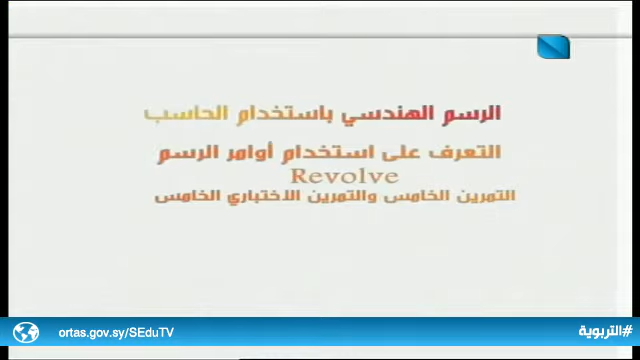 الرسم الهندسي باستخدام الحاسب
التعرف على استخدام أوامر الرسم
Revolve
التمرين الخامس والتمرين الأختباري الخامس
ortas.gov.sy/SEduTV
#التربوية